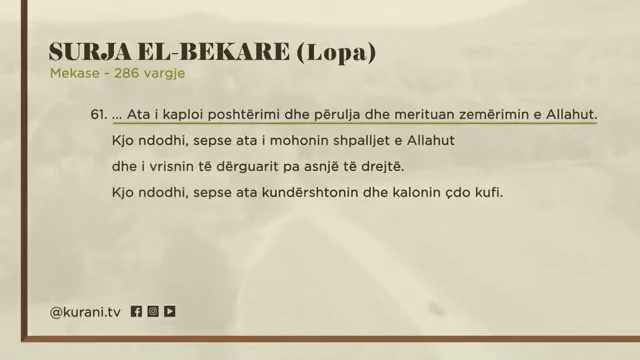 SURJA EL-BEKARE (Lopa)
Mekase - 286 vargje
61. ... Ata i kaploi poshtërimi dhe përulja dhe merituan zemërimin e Allahut.
Kjo ndodhi, sepse ata i mohonin shpalljet e Allahut
dhe i vrisnin të dërguarit pa asnjë të drejtë.
Kjo ndodhi, sepse ata kundërshtonin dhe kalonin çdo kufi.
@kurani.tv